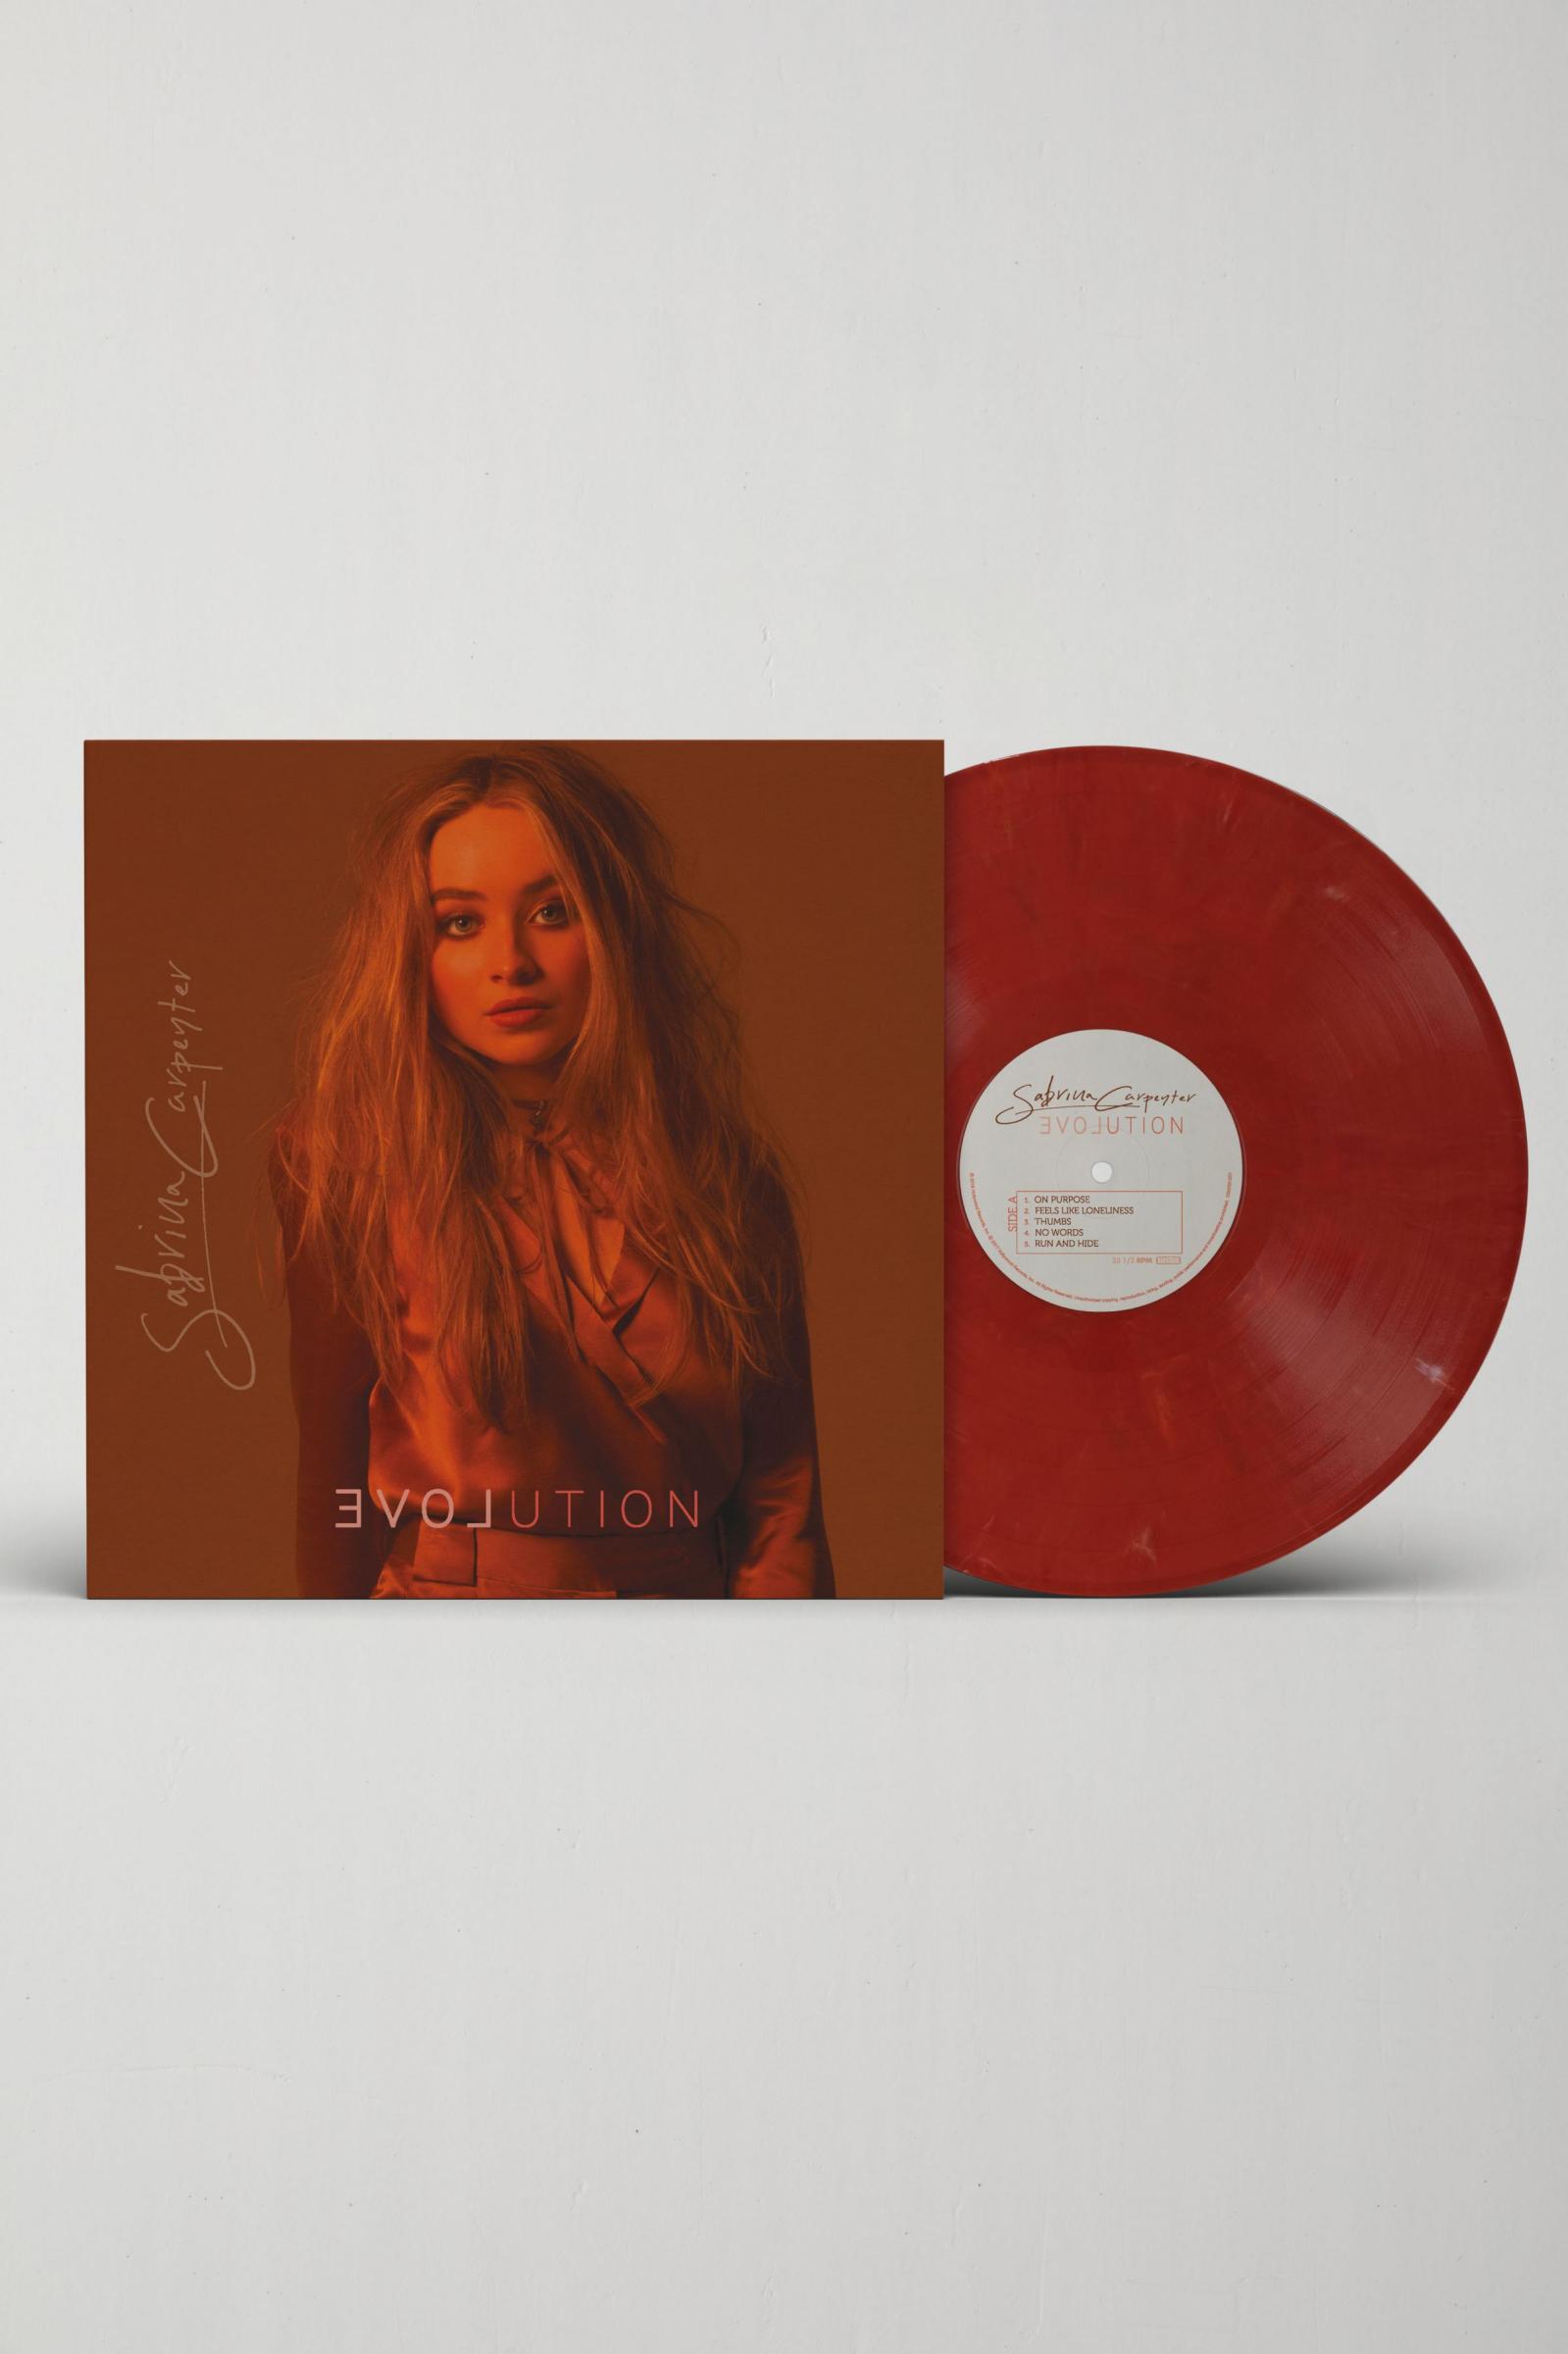 Sabrina Carpenter
EVOLUTION
Sabrina Carpenter
EVOLUTION
SIDE A
1. ON PURPOSE
2. FEELS LIKE LONELINESS
3. THUMBS
4. NO WORDS
5. RUN AND HIDE
33 1/3 RPM